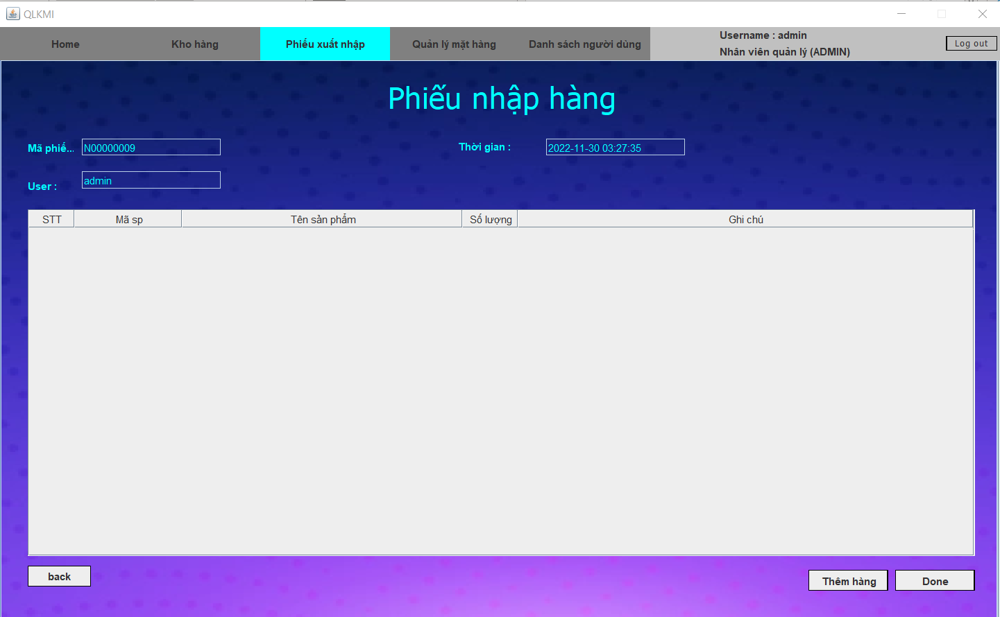 QLKMI
Home Kho hàng Phiếu xuất nhập Quản lý mặt hàng Danh sách người dùng
Username : admin
Nhân viên quản lý (ADMIN)
Log out
Phiếu nhập hàng
Mã phiế... N00000009 Thời gian : 2022-11-30 03:27:35
User : admin
STT Mã sp Tên sản phẩm Số lượng Ghi chú
back Thêm hàng Done